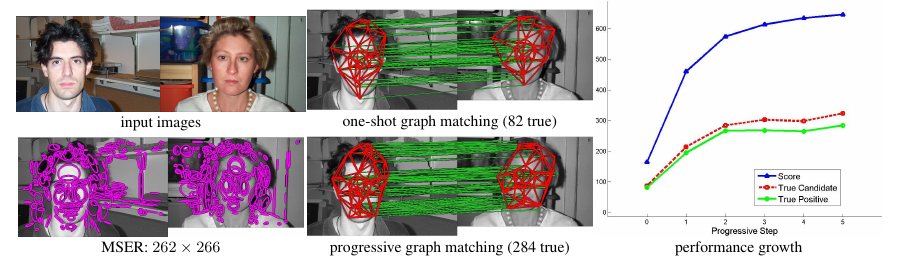 input images
one-shot graph matching (82 true)
MSER: 262 × 266
progressive graph matching (284 true)
600
500
400
300
200
100
0
0 1 2 3 4 5
Progressive Step
Score
True Candidate
True Positive
performance growth